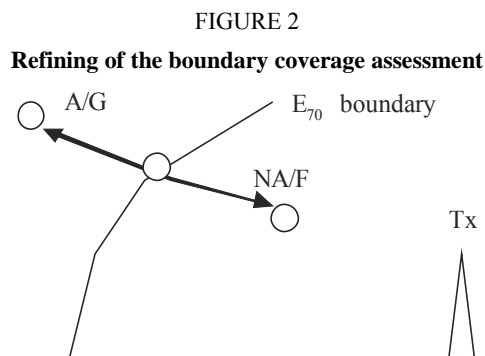 FIGURE 2
Refining of the boundary coverage assessment
A/G
E70 boundary
NA/F
Tx